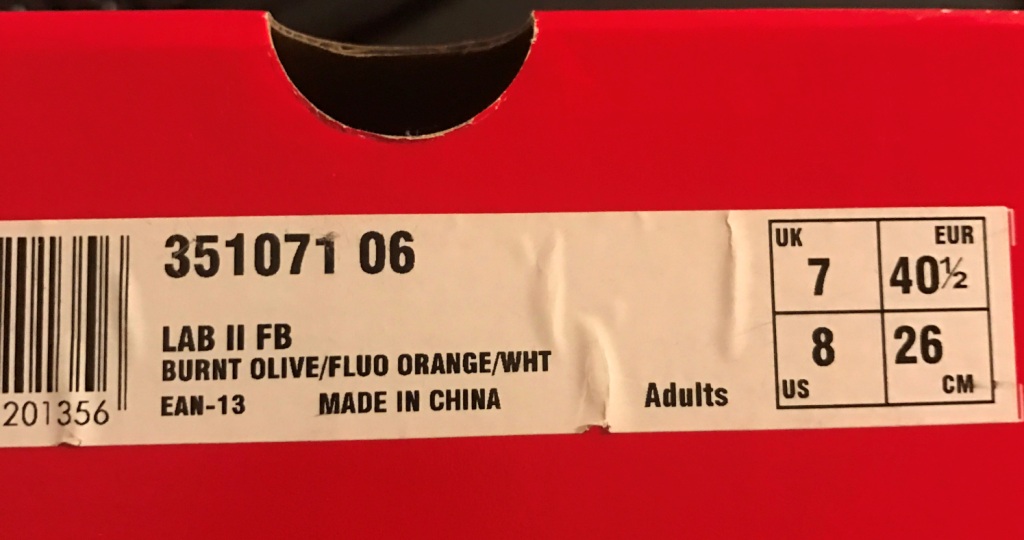 351071 06
LAB II FB
BURNT OLIVE/FLUO ORANGE/WHT
EAN-13 MADE IN CHINA
201356
Adults
UK EUR
7 40½
8 26
US CM